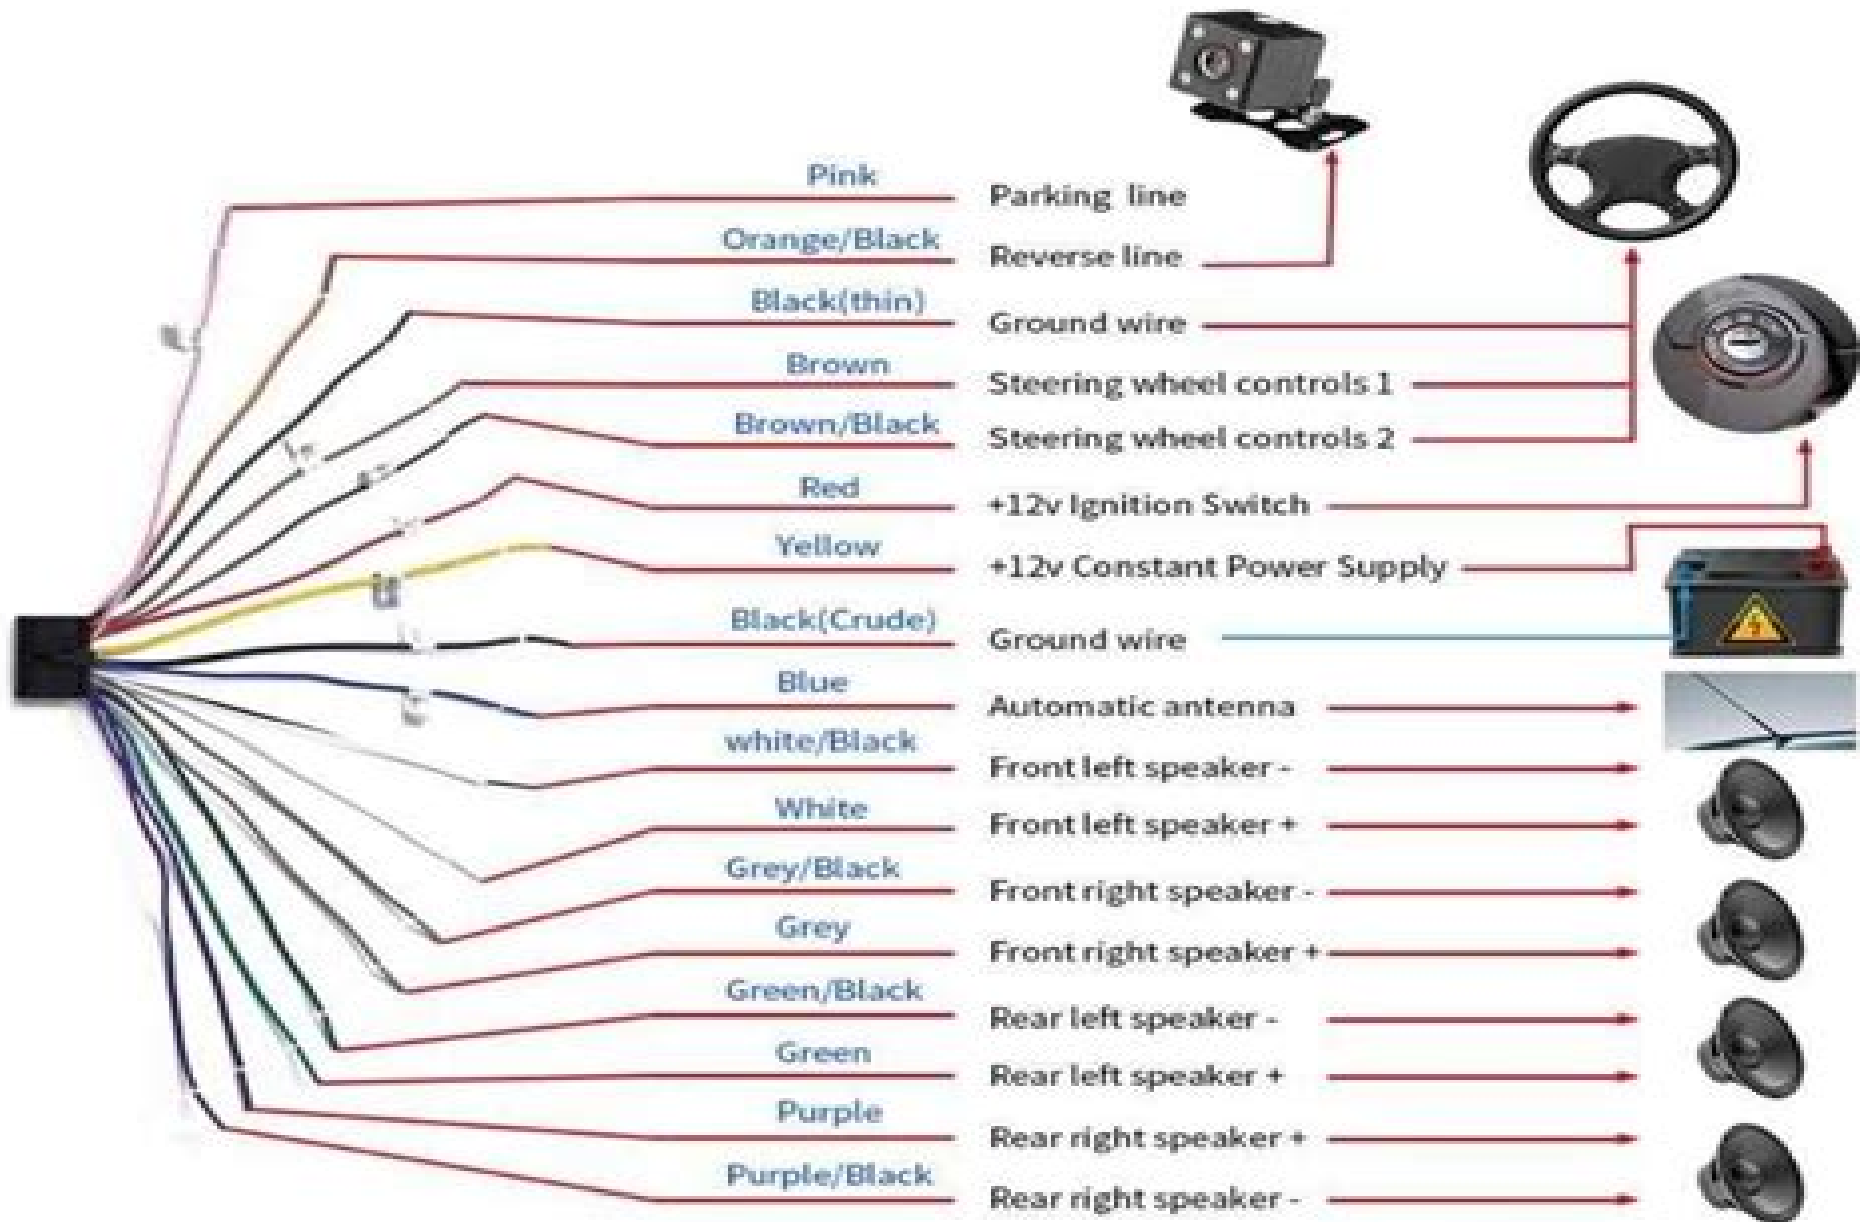 Pink
Parking line
Orange/Black
Reverse line
Black(thin)
Ground wire
Brown
Steering wheel controls 1
Brown/Black
Steering wheel controls 2
Red
+12v Ignition Switch
Yellow
+12v Constant Power Supply
Black(Crude)
Ground wire
Blue
Automatic antenna
white/Black
Front left speaker -
White
Front left speaker +
Grey/Black
Front right speaker -
Grey
Front right speaker +
Green/Black
Rear left speaker -
Green
Rear left speaker +
Purple
Rear right speaker +
Purple/Black
Rear right speaker -